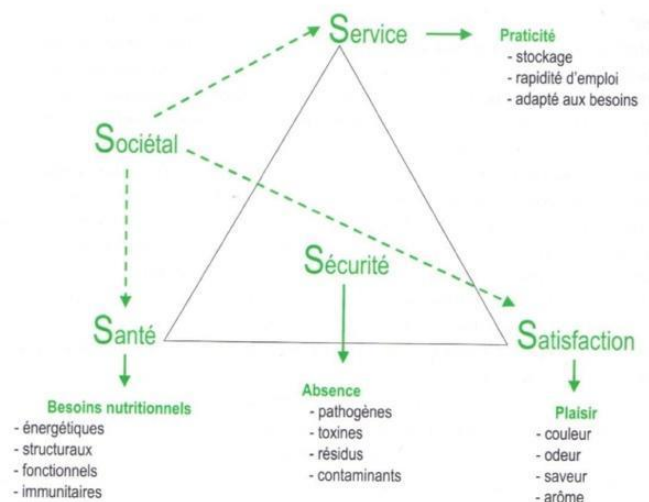 Service
Praticité
- stockage
- rapidité d'emploi
- adapté aux besoins
Sociétal
Sécurité
Santé
Satisfaction
Besoins nutritionnels
- énergétiques
- structuraux
- fonctionnels
- immunitaires
Absence
- pathogènes
- toxines
- résidus
- contaminants
Plaisir
- couleur
- odeur
- saveur
- arôme